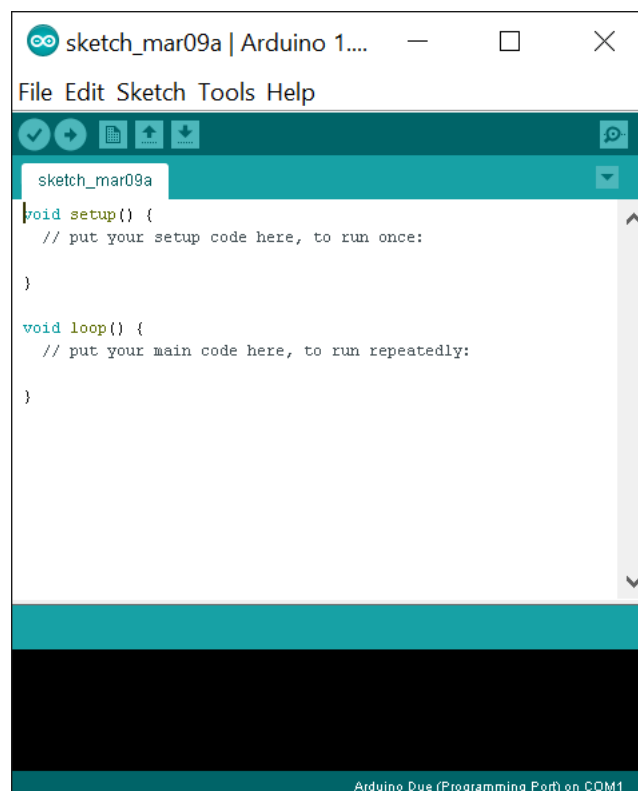 sketch_mar09a | Arduino 1....
File Edit Sketch Tools Help
sketch_mar09a
void setup() {
  // put your setup code here, to run once:
}
void loop() {
  // put your main code here, to run repeatedly:
}
Arduino Due (Programming Port) on COM1